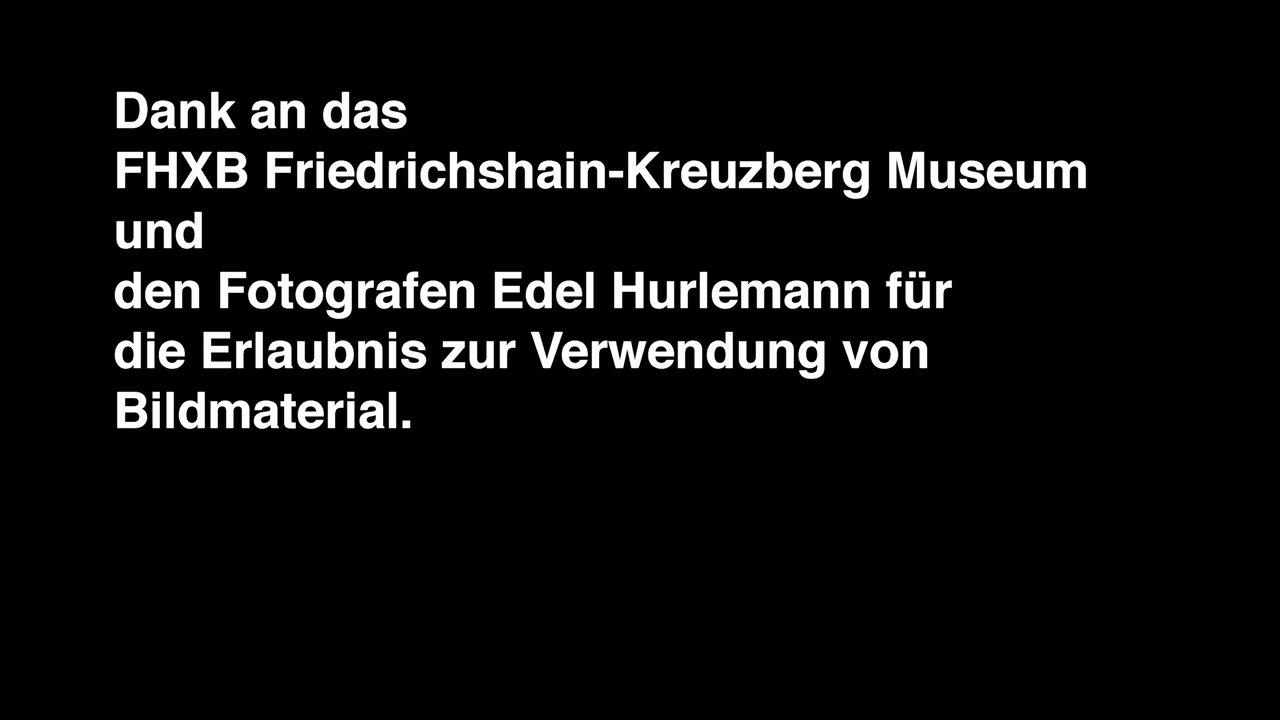 Dank an das
FHXB Friedrichshain-Kreuzberg Museum
und
den Fotografen Edel Hurlemann für
die Erlaubnis zur Verwendung von
Bildmaterial.